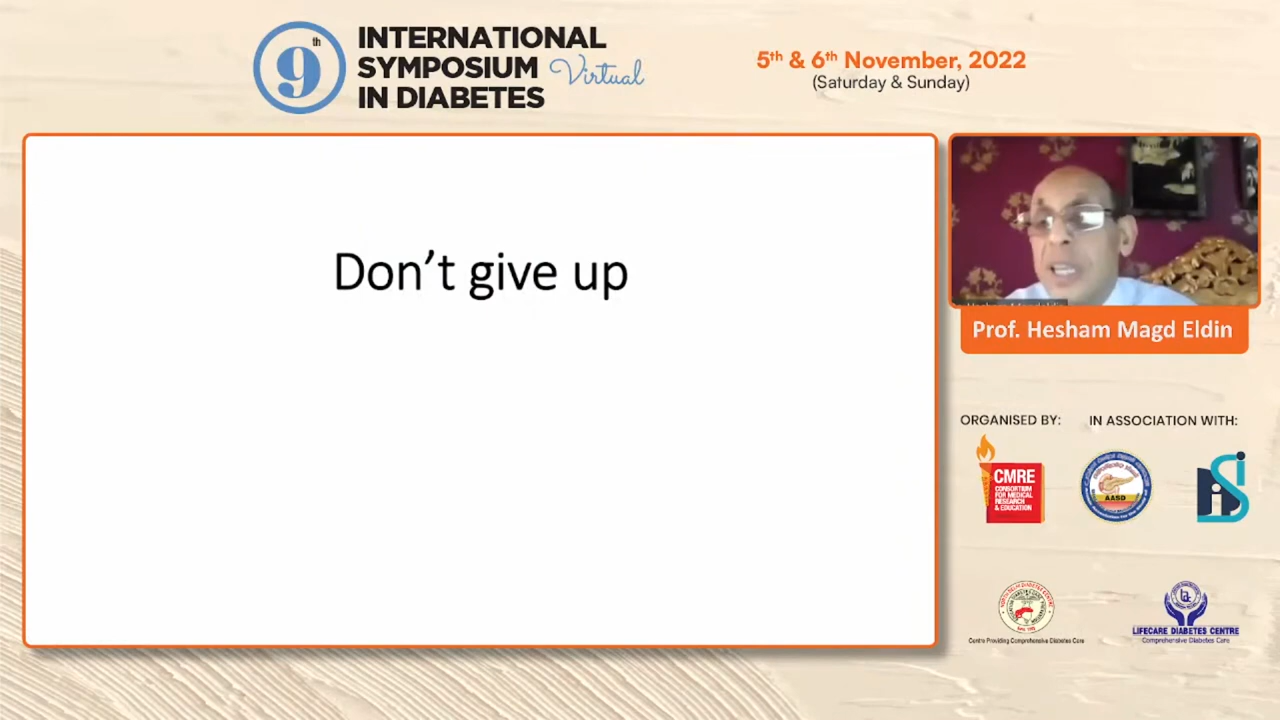 9th
INTERNATIONAL
SYMPOSIUM Virtual
IN DIABETES
5th & 6th November, 2022
(Saturday & Sunday)
Don't give up
Prof. Hesham Magd Eldin
ORGANISED BY:
IN ASSOCIATION WITH:
CMRE
CONSORTIUM
FOR MEDICAL
RESEARCH
& EDUCATION
AASD
Centre Providing Comprehensive Diabetes Care
LIFECARE DIABETES CENTRE
Comprehensive Diabetes Care